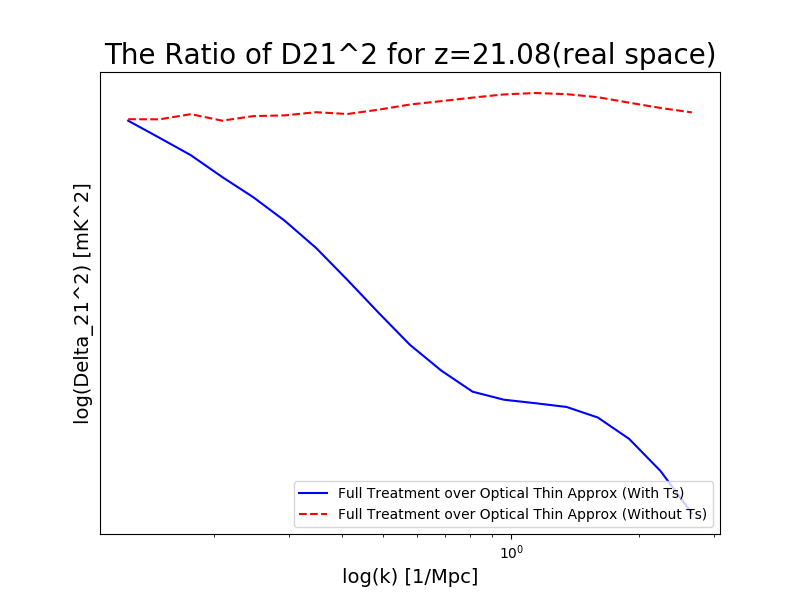 The Ratio of D21^2 for z=21.08(real space)
log(Delta_21^2) [mK^2]
Full Treatment over Optical Thin Approx (With Ts)
Full Treatment over Optical Thin Approx (Without Ts)
10^0
log(k) [1/Mpc]